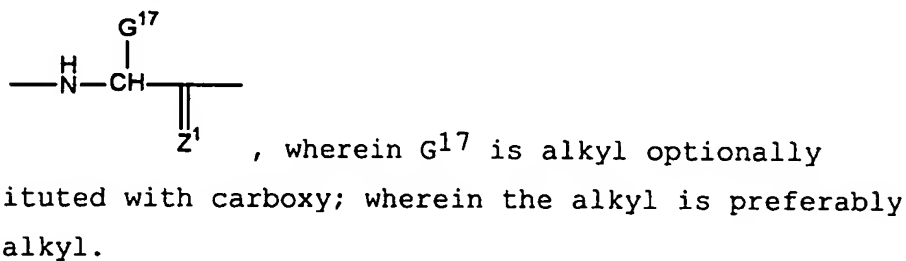 G17
H
N—CH
Z1
, wherein G17 is alkyl optionally
ituted with carboxy; wherein the alkyl is preferably
alkyl.